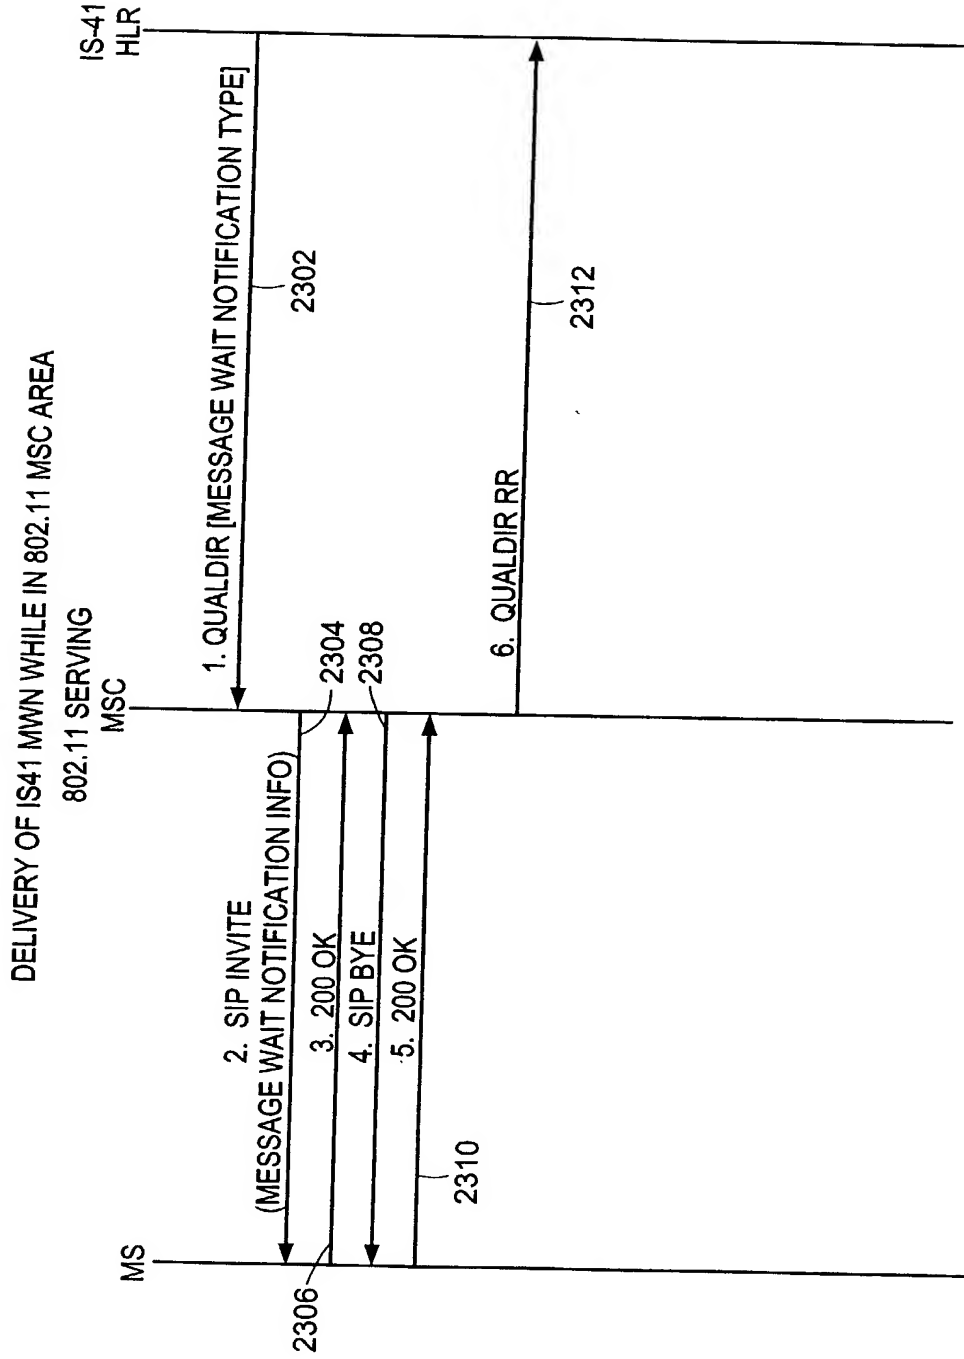 DELIVERY OF IS41 MWN WHILE IN 802.11 MSC AREA
MS
802.11 SERVING
MSC
IS-41
HLR
1. QUALDIR [MESSAGE WAIT NOTIFICATION TYPE]
2302
2. SIP INVITE
(MESSAGE WAIT NOTIFICATION INFO)
2304
3. 200 OK
2306
4. SIP BYE
2308
5. 200 OK
2310
6. QUALDIR RR
2312